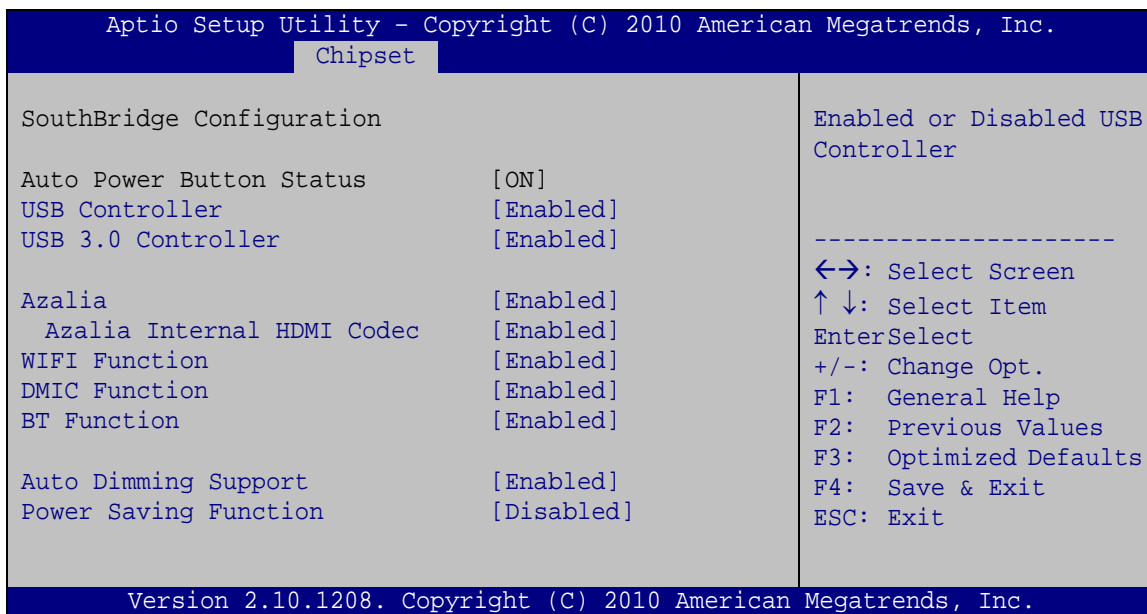 Aptio Setup Utility – Copyright (C) 2010 American Megatrends, Inc.
Chipset
SouthBridge Configuration
Auto Power Button Status [ON]
USB Controller [Enabled]
USB 3.0 Controller [Enabled]
Azalia [Enabled]
Azalia Internal HDMI Codec [Enabled]
WIFI Function [Enabled]
DMIC Function [Enabled]
BT Function [Enabled]
Auto Dimming Support [Enabled]
Power Saving Function [Disabled]
Enabled or Disabled USB
Controller
---------------------
←→: Select Screen
↑ ↓: Select Item
EnterSelect
+/-: Change Opt.
F1: General Help
F2: Previous Values
F3: Optimized Defaults
F4: Save & Exit
ESC: Exit
Version 2.10.1208. Copyright (C) 2010 American Megatrends, Inc.